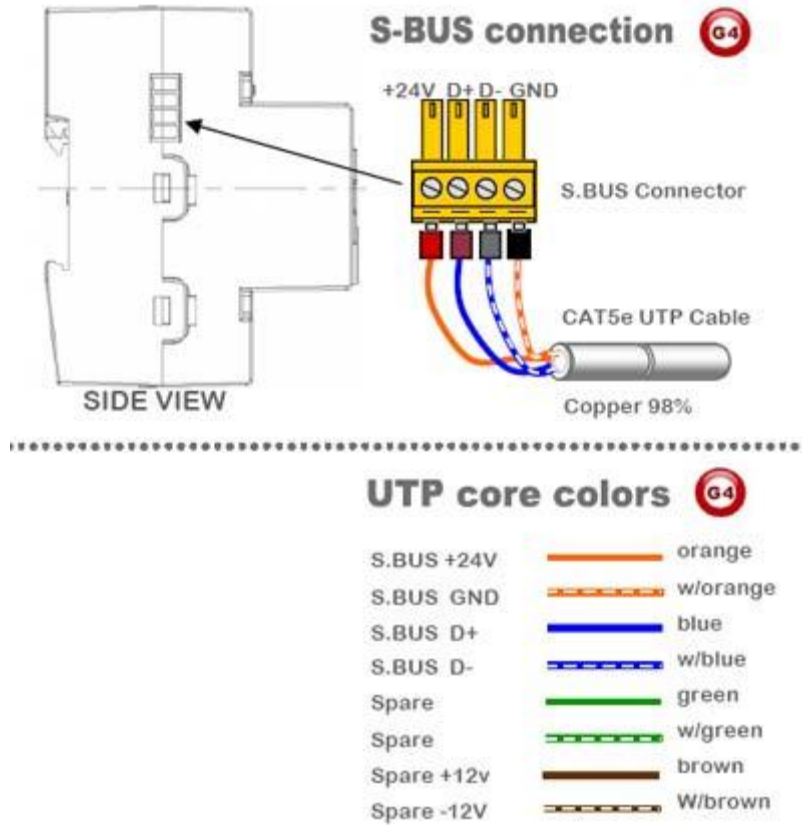 S-BUS connection G4
+24V D+ D- GND
S.BUS Connector
CAT5e UTP Cable
SIDE VIEW
Copper 98%
UTP core colors G4
S.BUS +24V orange
S.BUS GND w/orange
S.BUS D+ blue
S.BUS D- w/blue
Spare green
Spare w/green
Spare +12v brown
Spare -12V W/brown